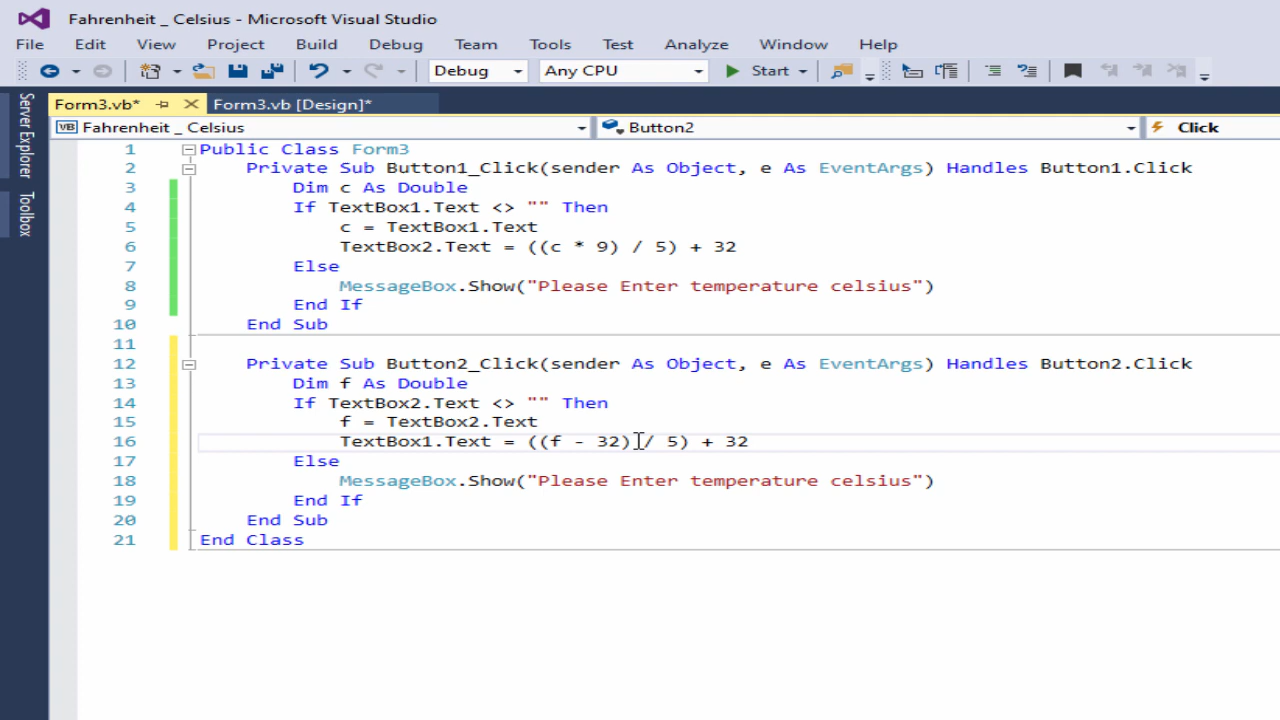 Fahrenheit _ Celsius - Microsoft Visual Studio
File Edit View Project Build Debug Team Tools Test Analyze Window Help
Debug Any CPU Start
Form3.vb* Form3.vb [Design]*
Server Explorer
Toolbox
VB Fahrenheit _ Celsius Button2 Click
1 Public Class Form3
2 Private Sub Button1_Click(sender As Object, e As EventArgs) Handles Button1.Click
3 Dim c As Double
4 If TextBox1.Text <> "" Then
5 c = TextBox1.Text
6 TextBox2.Text = ((c * 9) / 5) + 32
7 Else
8 MessageBox.Show("Please Enter temperature celsius")
9 End If
10 End Sub
11
12 Private Sub Button2_Click(sender As Object, e As EventArgs) Handles Button2.Click
13 Dim f As Double
14 If TextBox2.Text <> "" Then
15 f = TextBox2.Text
16 TextBox1.Text = ((f - 32) / 5) + 32
17 Else
18 MessageBox.Show("Please Enter temperature celsius")
19 End If
20 End Sub
21 End Class